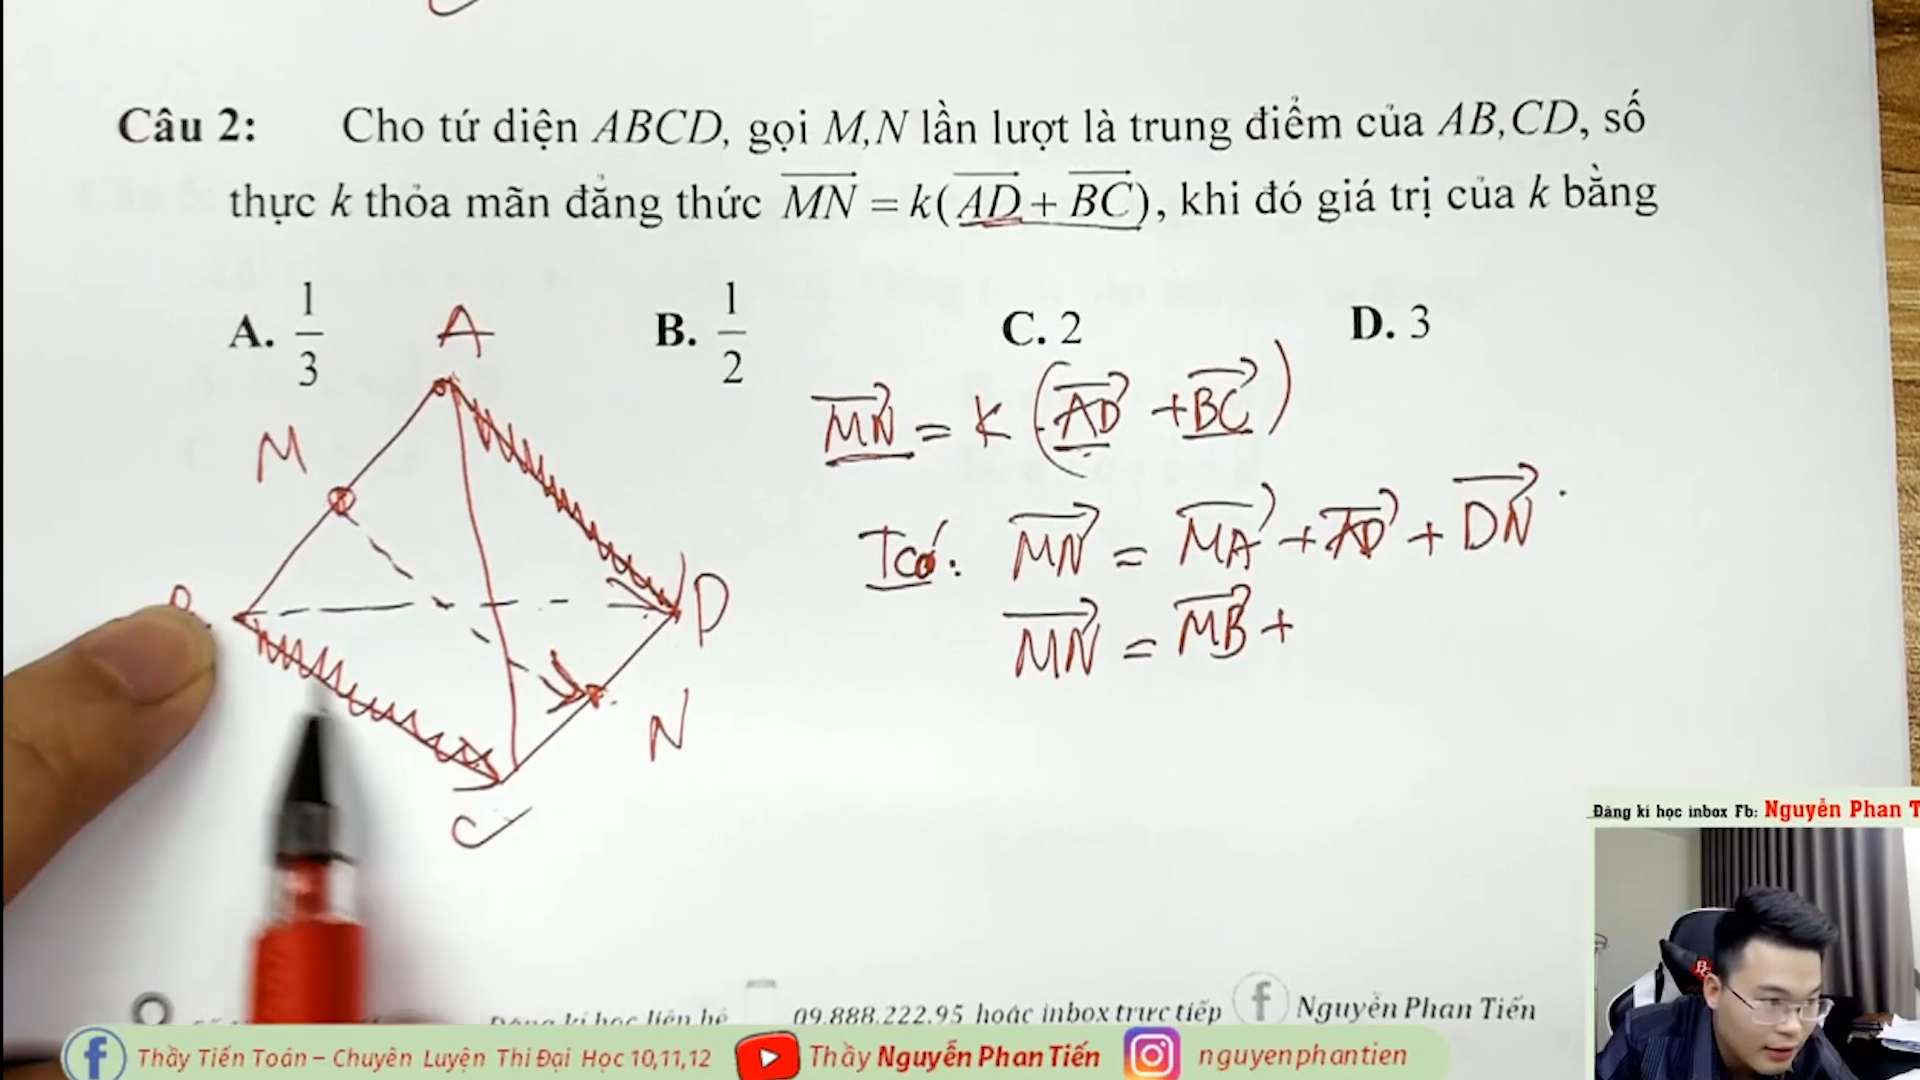 Câu 2: Cho tứ diện ABCD, gọi M,N lần lượt là trung điểm của AB,CD, số
thực k thỏa mãn đẳng thức MN = k(AD + BC), khi đó giá trị của k bằng
A. 1/3 B. 1/2 C. 2 D. 3
A
M
D
N
C
MN = k (AD + BC)
Tcó: MN = MA + AD + DN
MN = MB +
Đăng kí học inbox Fb: Nguyễn Phan T
09.888.222.95 hoặc inbox trực tiếp
Nguyễn Phan Tiến
Thầy Tiến Toán – Chuyên Luyện Thi Đại Học 10,11,12
Thầy Nguyễn Phan Tiến
nguyenphantien